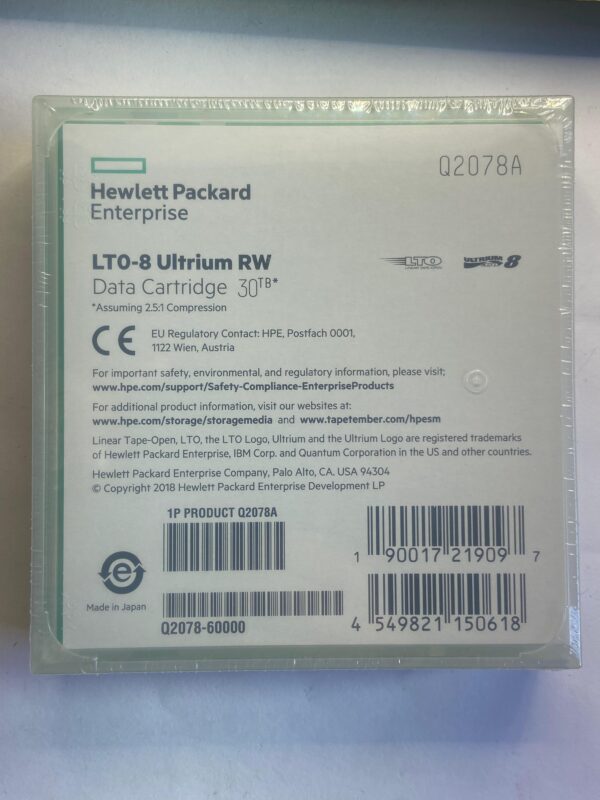 Q2078A
Hewlett Packard
Enterprise
LTO-8 Ultrium RW
Data Cartridge 30TB*
*Assuming 2.5:1 Compression
LTO
ULTRIUM 8
CE
EU Regulatory Contact: HPE, Postfach 0001,
1122 Wien, Austria
For important safety, environmental, and regulatory information, please visit;
www.hpe.com/support/Safety-Compliance-EnterpriseProducts
For additional product information, visit our websites at:
www.hpe.com/storage/storagemedia and www.tapetember.com/hpesm
Linear Tape-Open, LTO, the LTO Logo, Ultrium and the Ultrium Logo are registered trademarks
of Hewlett Packard Enterprise, IBM Corp. and Quantum Corporation in the US and other countries.
Hewlett Packard Enterprise Company, Palo Alto, CA. USA 94304
© Copyright 2018 Hewlett Packard Enterprise Development LP
1P PRODUCT Q2078A
1 90017 21909 7
e
Made in Japan
Q2078-60000
4 549821 150618